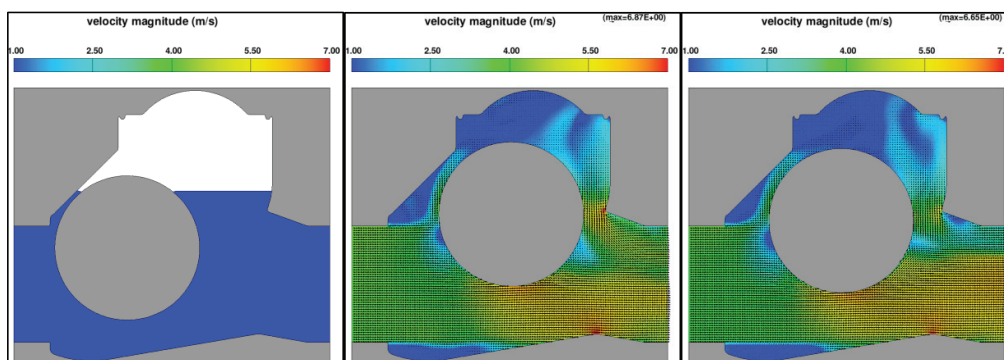 velocity magnitude (m/s)
1.00 2.50 4.00 5.50 7.00
velocity magnitude (m/s) (max=6.87E+00)
1.00 2.50 4.00 5.50 7.00
velocity magnitude (m/s) (max=6.65E+00)
1.00 2.50 4.00 5.50 7.0